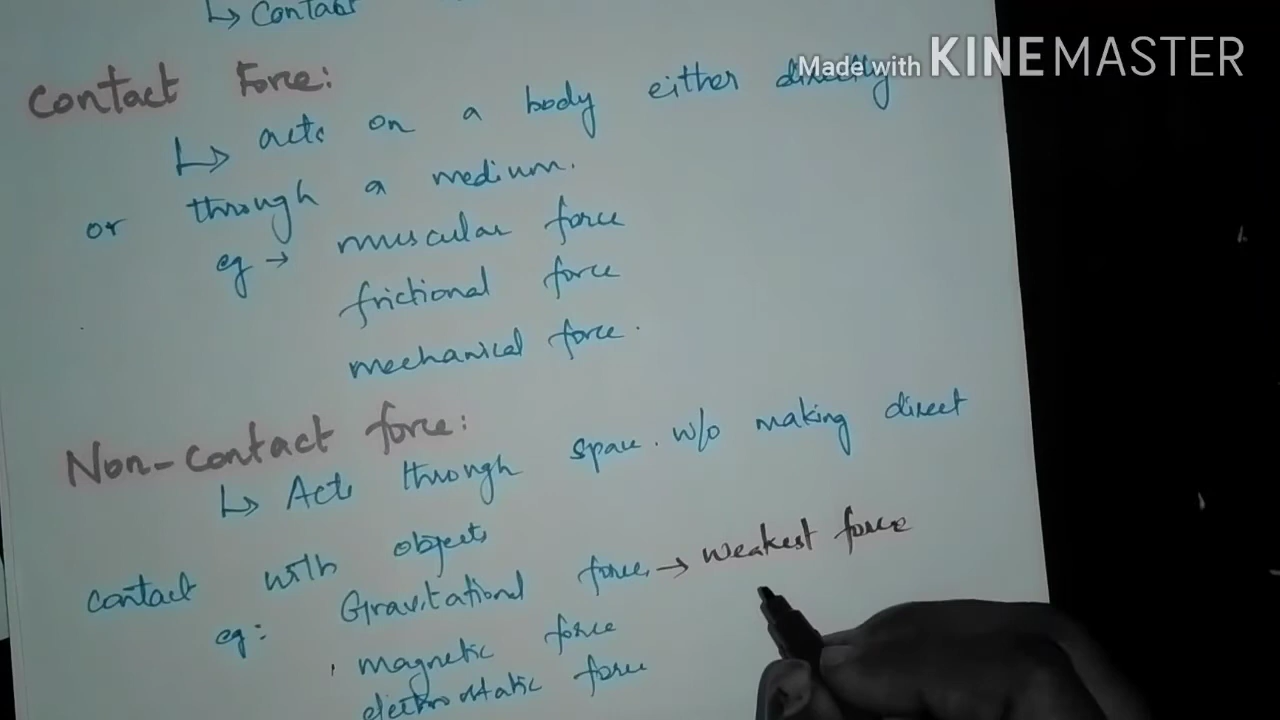 ↳ Contact
Made with KINEMASTER
Contact Force:
↳ acts on a body either directly
or through a medium.
eg → muscular force
frictional force
mechanical force.
Non-contact force:
↳ Acts through space. w/o making direct
contact with objects
eg: Gravitational force → weakest force
magnetic force
electrostatic force